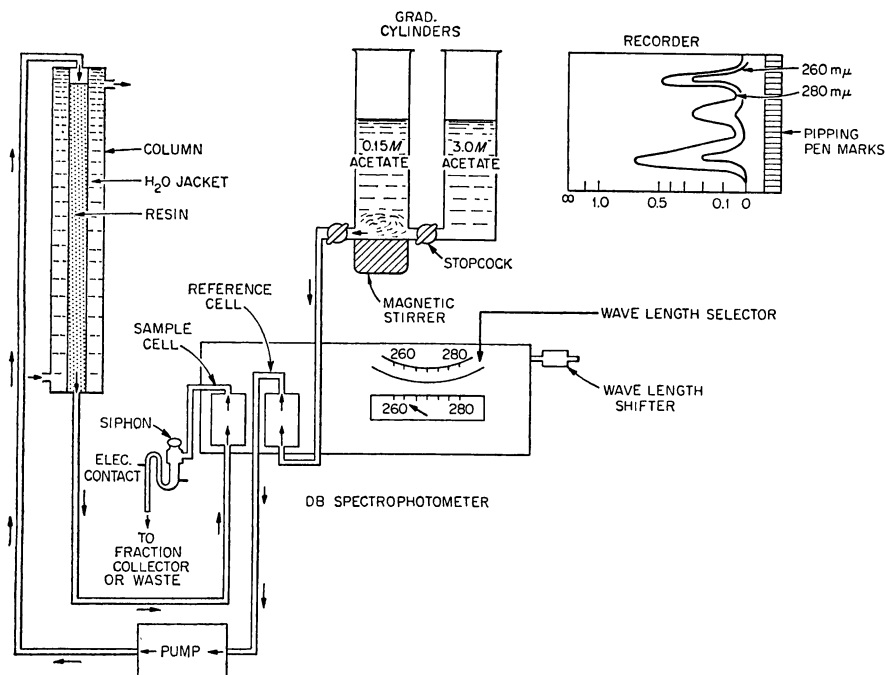 GRAD.
CYLINDERS
RECORDER
260 mμ
280 mμ
PIPPING
PEN MARKS
∞ 1.0 0.5 0.1 0
0.15M
ACETATE
3.0M
ACETATE
COLUMN
H₂O JACKET
RESIN
STOPCOCK
MAGNETIC
STIRRER
REFERENCE
CELL
SAMPLE
CELL
WAVE LENGTH SELECTOR
260 280
260 280
WAVE LENGTH
SHIFTER
SIPHON
ELEC.
CONTACT
DB SPECTROPHOTOMETER
TO
FRACTION
COLLECTOR
OR WASTE
PUMP